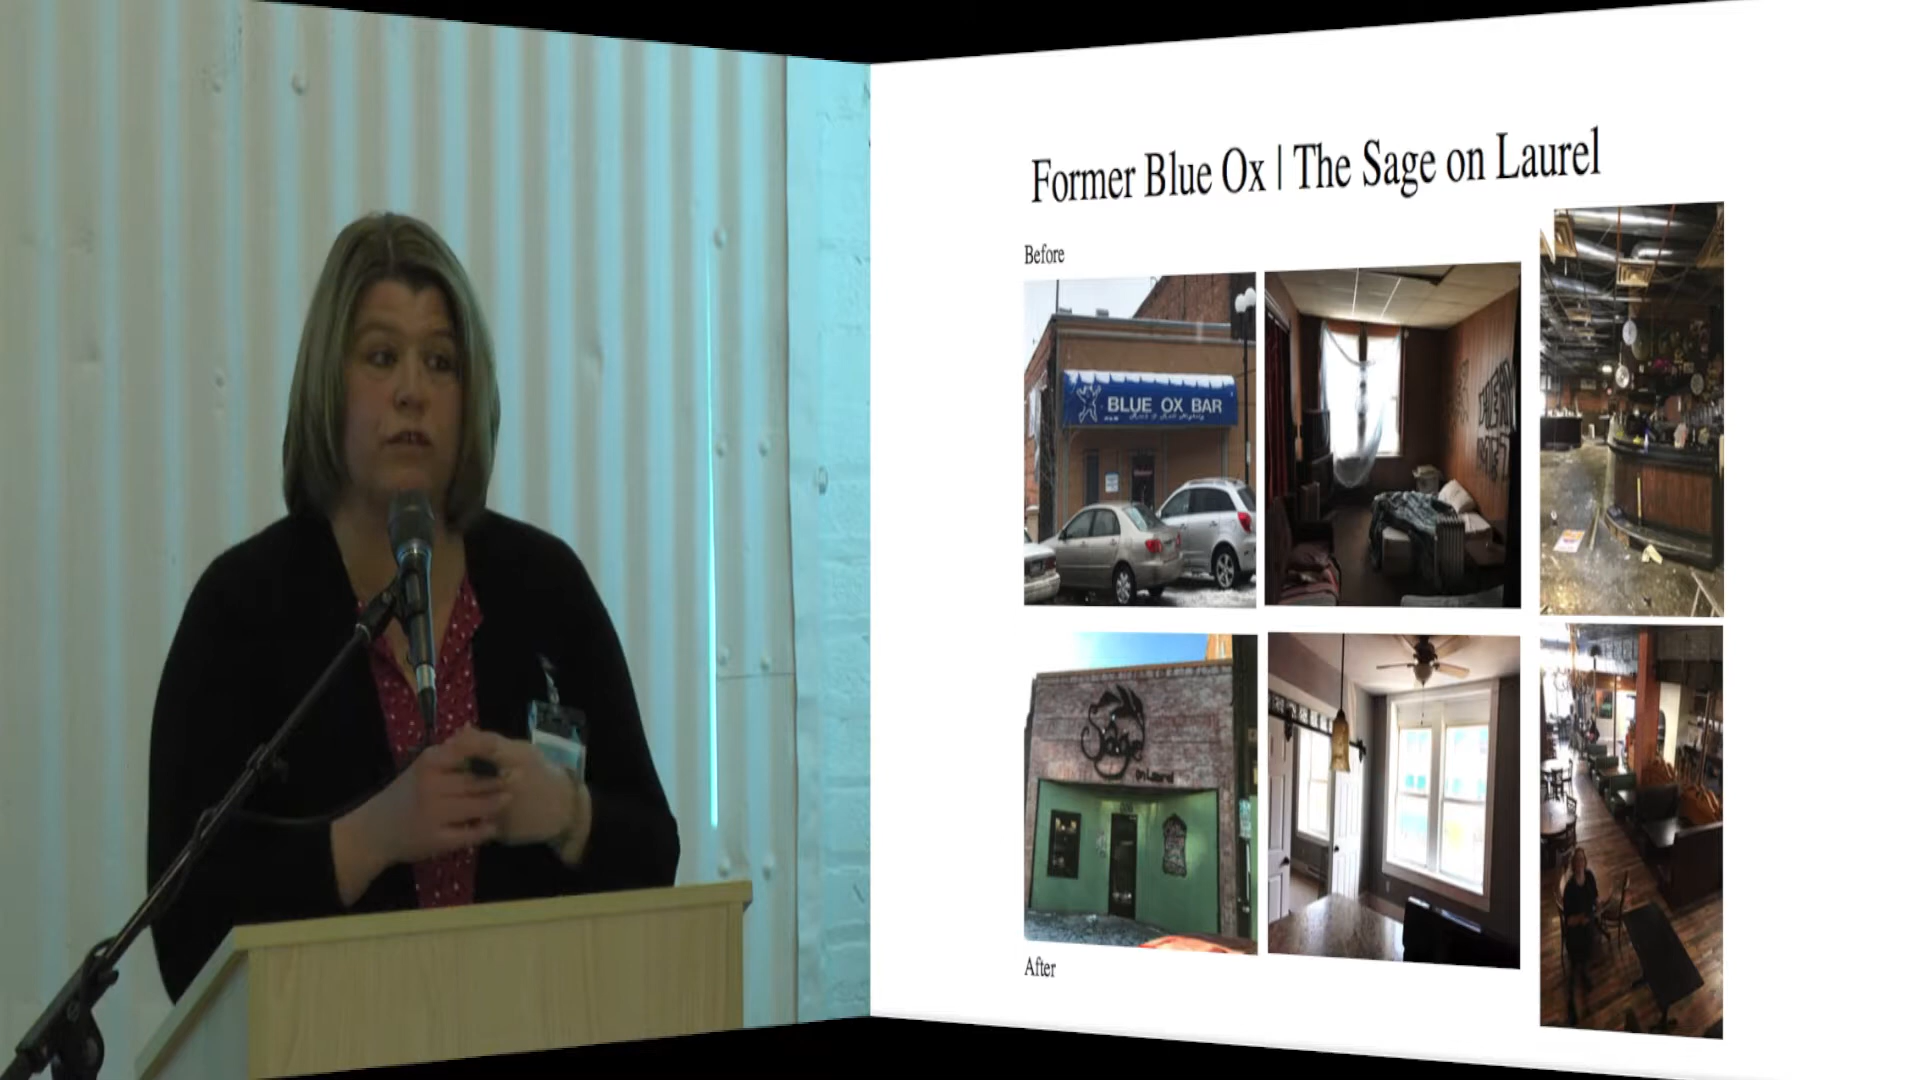 Former Blue Ox | The Sage on Laurel
Before
BLUE OX BAR
Sage
on Laurel
After